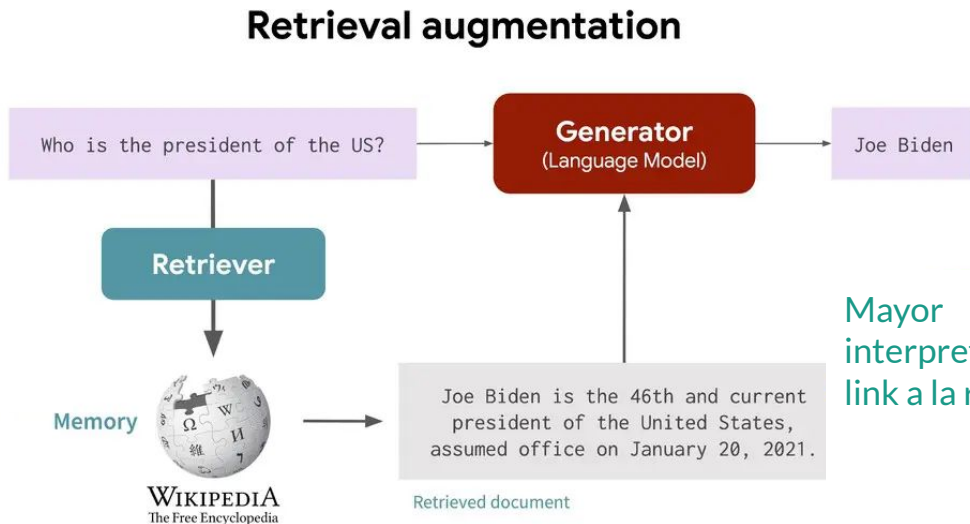 Retrieval augmentation
Who is the president of the US?
Generator
(Language Model)
Joe Biden
Retriever
Memory
WIKIPEDIA
The Free Encyclopedia
Joe Biden is the 46th and current
president of the United States,
assumed office on January 20, 2021.
Retrieved document
Mayor
link a la